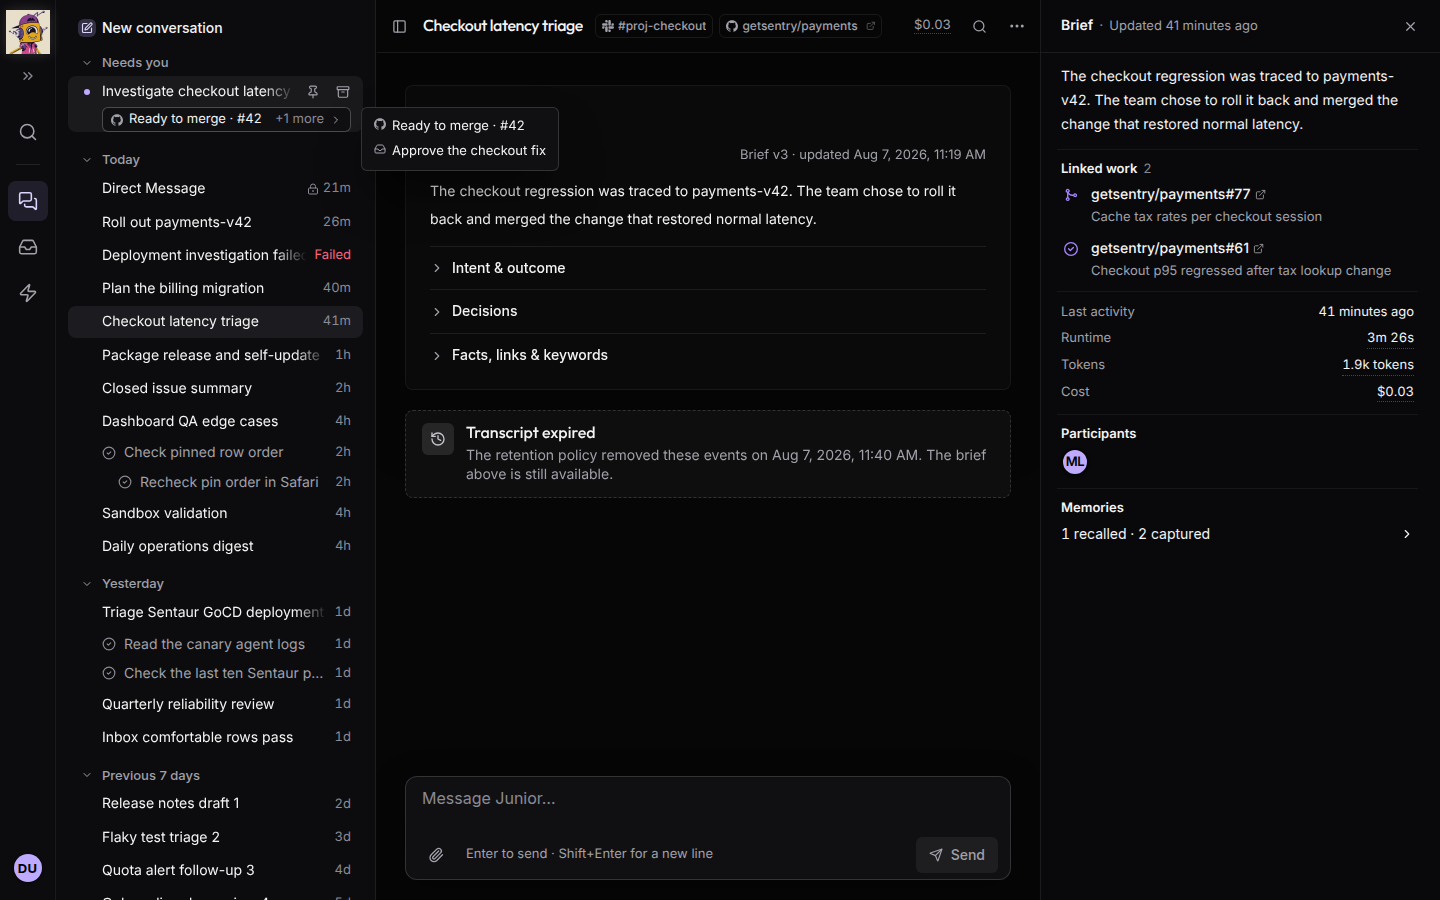 New conversation
Needs you
Investigate checkout latency
Ready to merge · #42 +1 more
Today
Direct Message 21m
Roll out payments-v42 26m
Deployment investigation failed Failed
Plan the billing migration 40m
Checkout latency triage 41m
Package release and self-update 1h
Closed issue summary 2h
Dashboard QA edge cases 4h
Check pinned row order 2h
Recheck pin order in Safari 2h
Sandbox validation 4h
Daily operations digest 4h
Yesterday
Triage Sentaur GoCD deployment 1d
Read the canary agent logs 1d
Check the last ten Sentaur p... 1d
Quarterly reliability review 1d
Inbox comfortable rows pass 1d
Previous 7 days
Release notes draft 1 2d
Flaky test triage 2 3d
Quota alert follow-up 3 4d
DU
Checkout latency triage #proj-checkout getsentry/payments $0.03
Ready to merge · #42
Approve the checkout fix
Brief v3 · updated Aug 7, 2026, 11:19 AM
The checkout regression was traced to payments-v42. The team chose to roll it
back and merged the change that restored normal latency.
Intent & outcome
Decisions
Facts, links & keywords
Transcript expired
The retention policy removed these events on Aug 7, 2026, 11:40 AM. The brief
above is still available.
Message Junior...
Enter to send · Shift+Enter for a new line
Send
Brief · Updated 41 minutes ago
The checkout regression was traced to payments-
v42. The team chose to roll it back and merged the
change that restored normal latency.
Linked work 2
getsentry/payments#77
Cache tax rates per checkout session
getsentry/payments#61
Checkout p95 regressed after tax lookup change
Last activity 41 minutes ago
Runtime 3m 26s
Tokens 1.9k tokens
Cost $0.03
Participants
ML
Memories
1 recalled · 2 captured